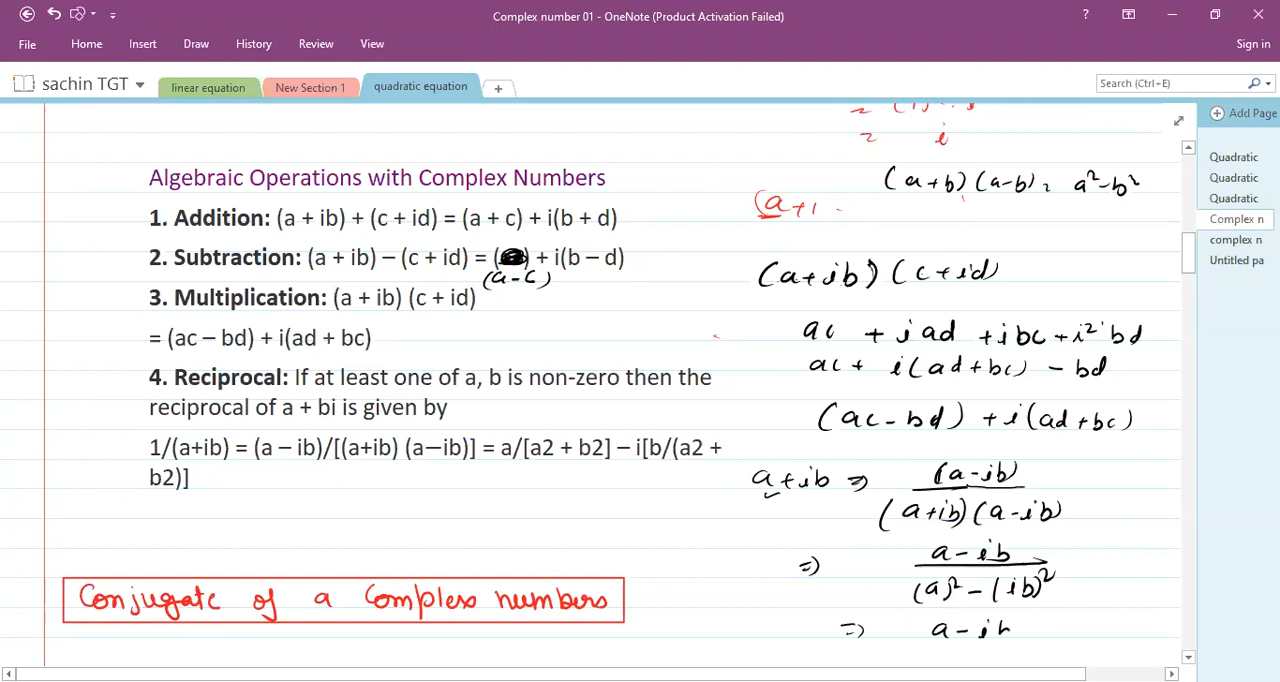 Complex number 01 - OneNote (Product Activation Failed)
?
File Home Insert Draw History Review View
Sign in
sachin TGT
linear equation
New Section 1
quadratic equation
+
Search (Ctrl+E)
Add Page
Quadratic
Quadratic
Quadratic
Complex n
complex n
Untitled pa
Algebraic Operations with Complex Numbers
1. Addition: (a + ib) + (c + id) = (a + c) + i(b + d)
2. Subtraction: (a + ib) – (c + id) = ( ) + i(b – d)
(a-c)
3. Multiplication: (a + ib) (c + id)
= (ac – bd) + i(ad + bc)
4. Reciprocal: If at least one of a, b is non-zero then the
reciprocal of a + bi is given by
1/(a+ib) = (a – ib)/[(a+ib) (a−ib)] = a/[a2 + b2] – i[b/(a2 +
b2)]
Conjugate of a Complex numbers
= i
(a+b)(a-b) = a²-b²
(a+1
(a+ib)(c+id)
ac + iad + ibc + i²bd
ac + i(ad+bc) - bd
(ac-bd) + i(ad+bc)
a+ib ⇒ (a-ib)
(a+ib)(a-ib)
⇒ a-ib
(a)²-(ib)²
⇒ a-ib